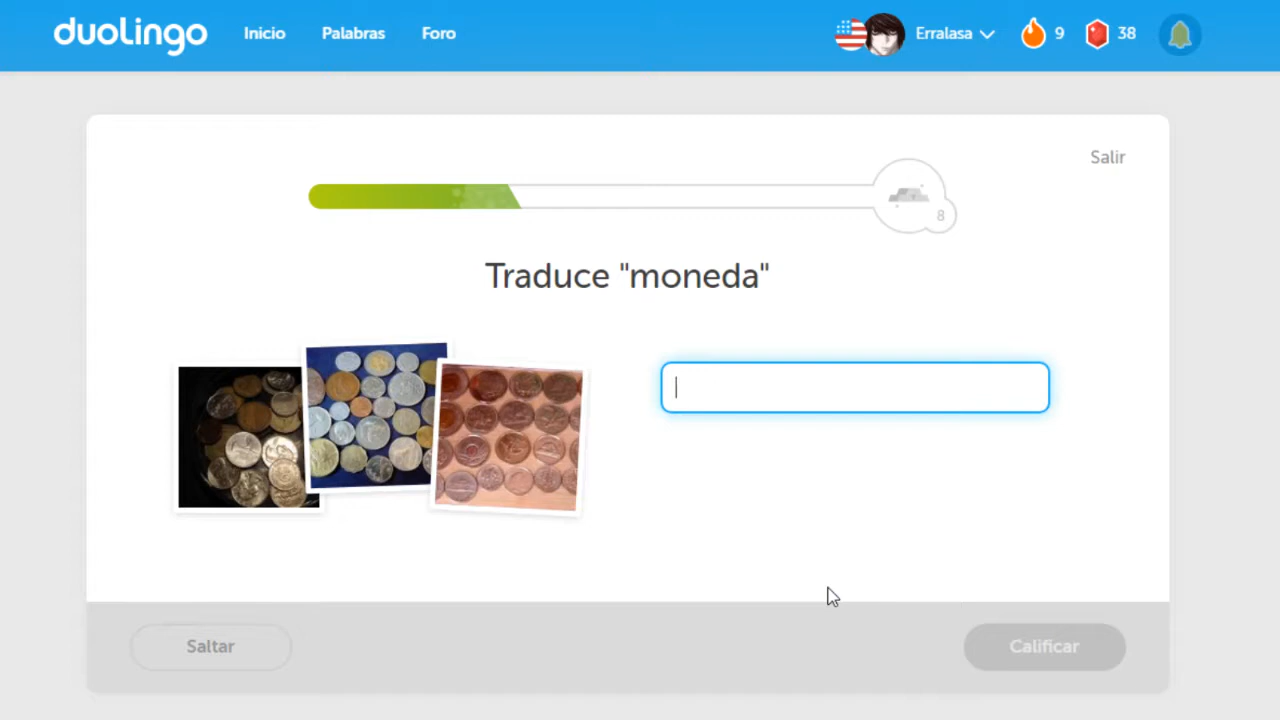 duolingo Inicio Palabras Foro Erralasa 9 38
Salir
8
Traduce "moneda"
Saltar Calificar